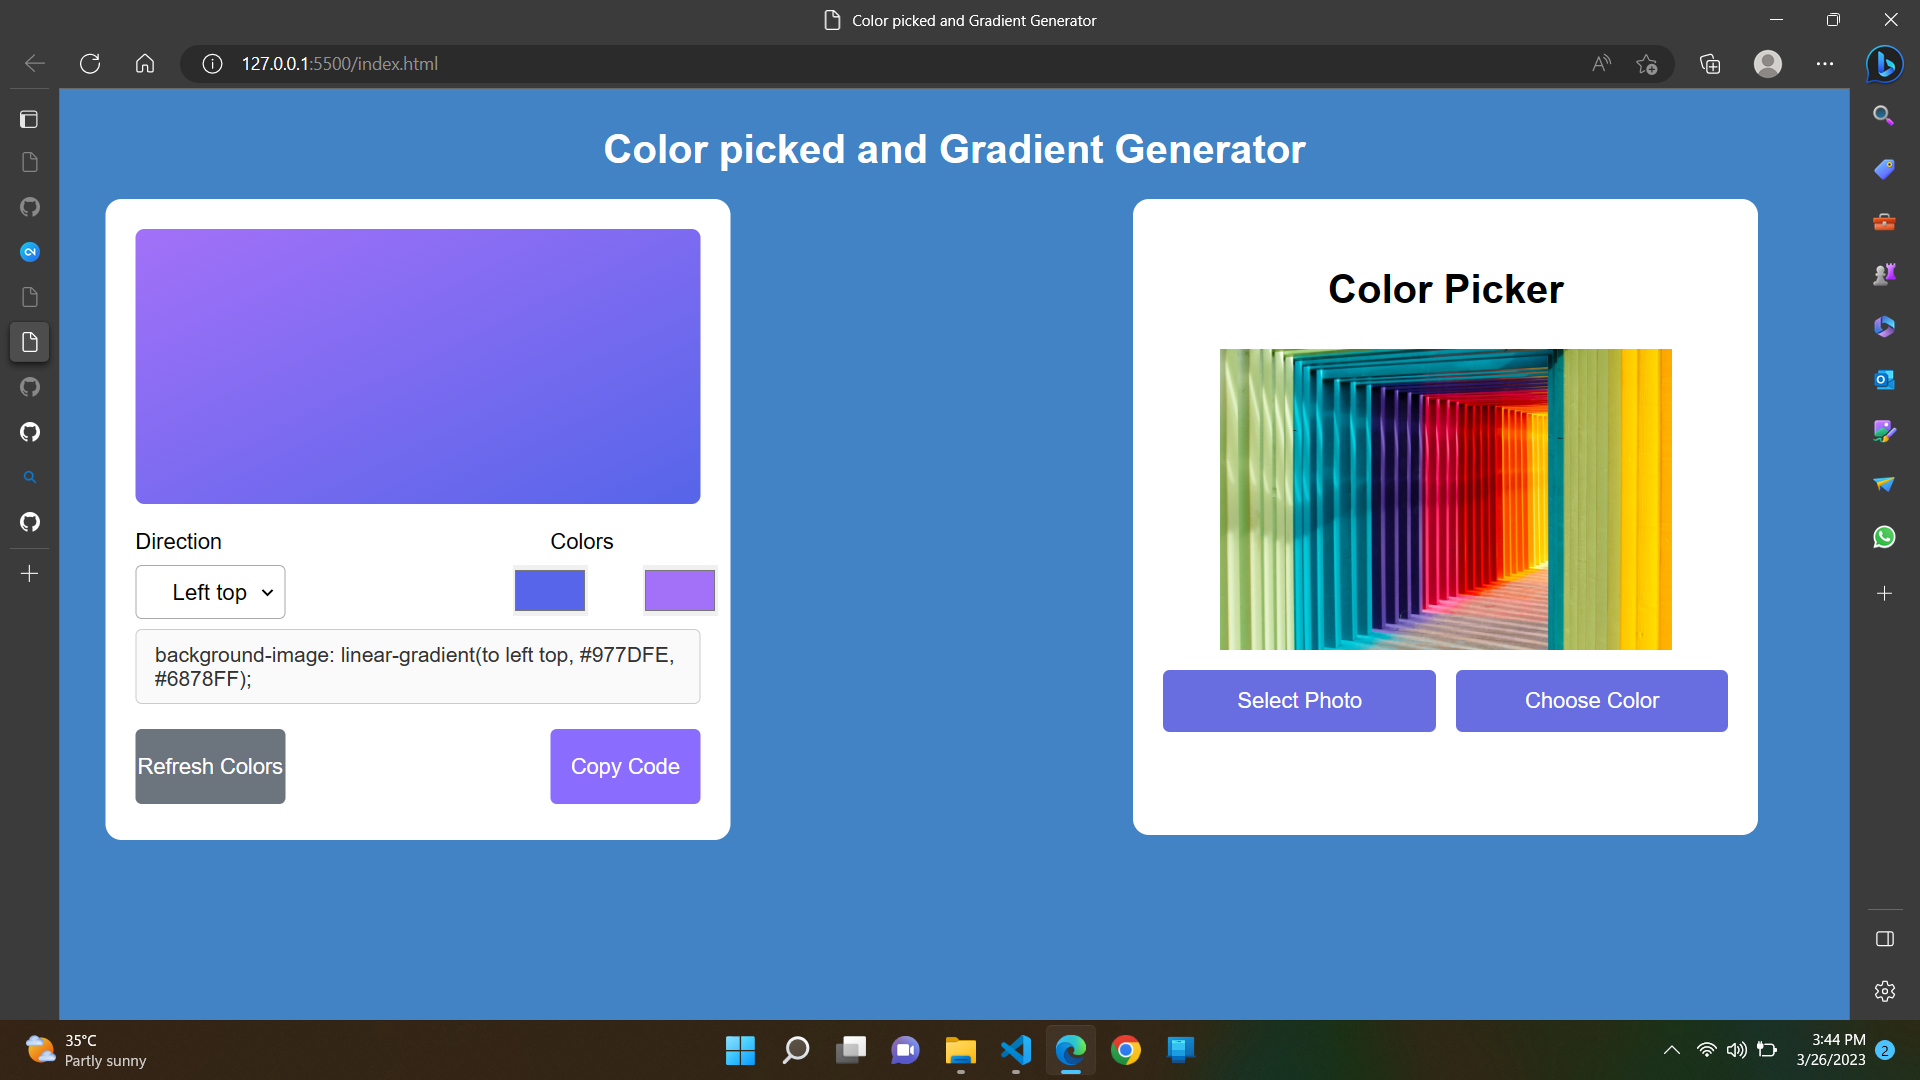 Color picked and Gradient Generator
127.0.0.1:5500/index.html
Color picked and Gradient Generator
Direction
Colors
Left top
background-image: linear-gradient(to left top, #977DFE,
#6878FF);
Refresh Colors
Copy Code
Color Picker
Select Photo
Choose Color
35°C
Partly sunny
3:44 PM
3/26/2023
2